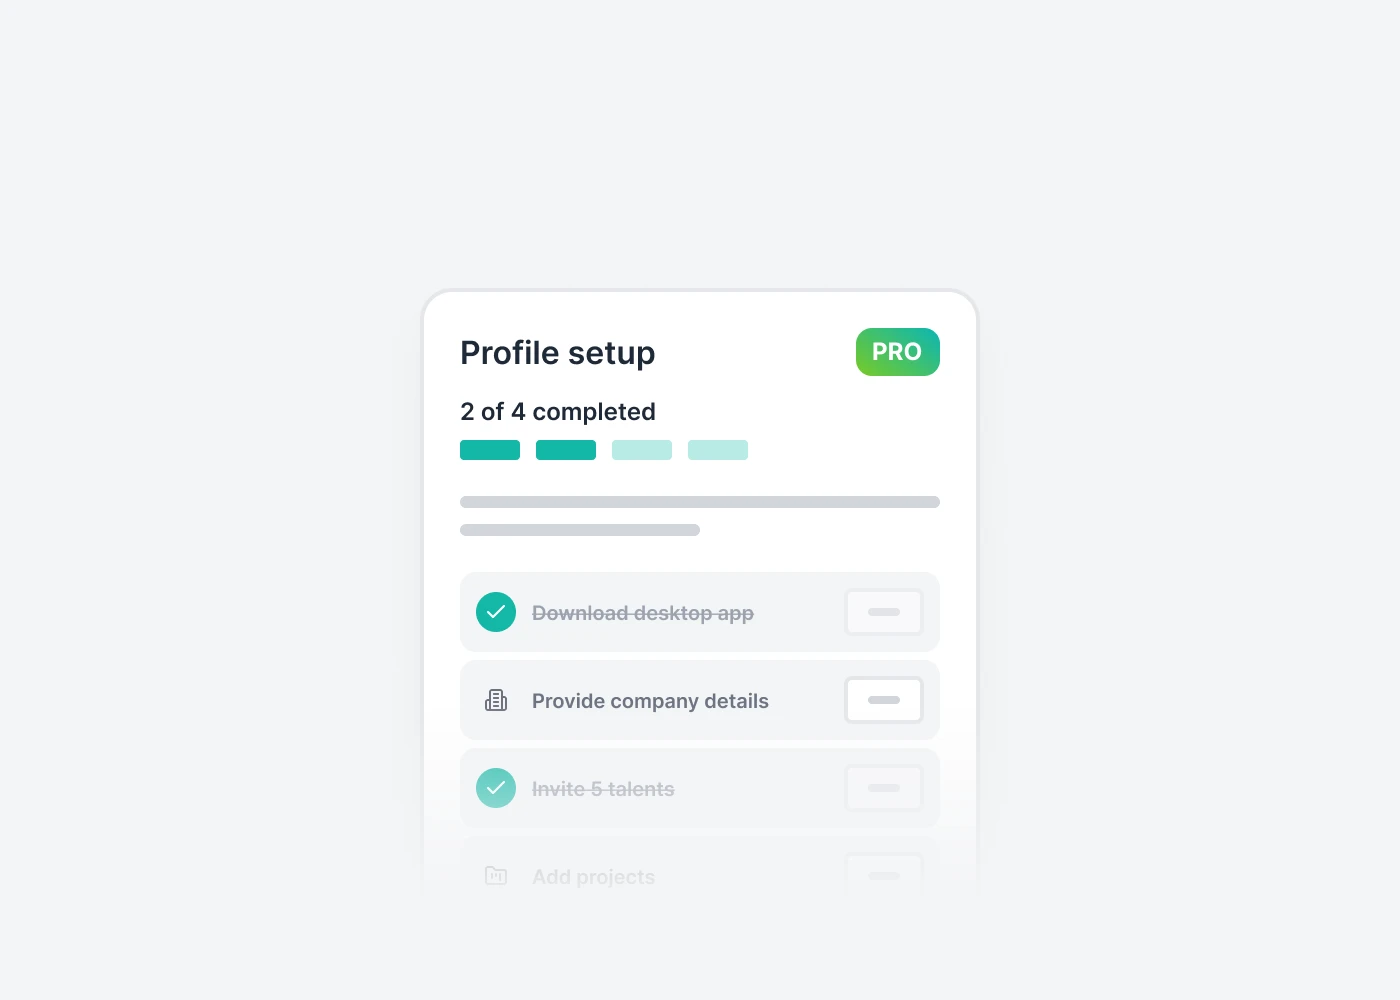 Profile setup
PRO
2 of 4 completed
Download desktop app
Provide company details
Invite 5 talents
Add projects